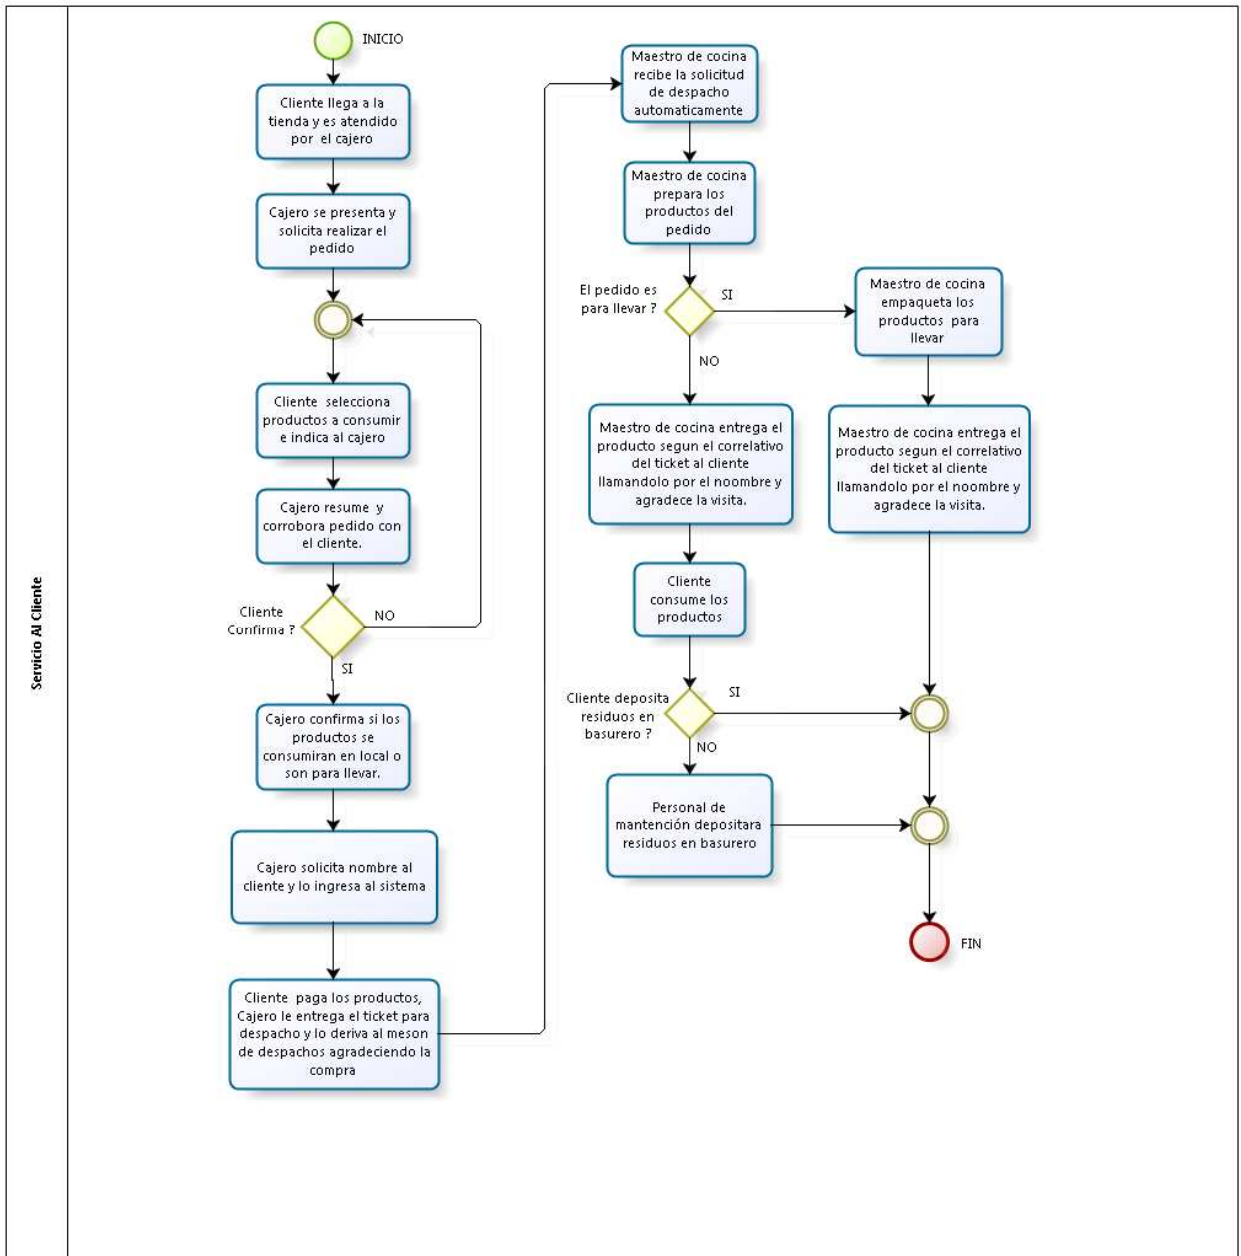 Servicio Al Cliente
INICIO
Cliente llega a la
tienda y es atendido
por el cajero
Cajero se presenta y
solicita realizar el
pedido
Cliente selecciona
productos a consumir
e indica al cajero
Cajero resume y
corrobora pedido con
el cliente.
Cliente
Confirma ?
NO
SI
Cajero confirma si los
productos se
consumiran en local o
son para llevar.
Cajero solicita nombre al
cliente y lo ingresa al sistema
Cliente paga los productos,
Cajero le entrega el ticket para
despacho y lo deriva al meson
de despachos agradeciendo la
compra
Maestro de cocina
recibe la solicitud
de despacho
automaticamente
Maestro de cocina
prepara los
productos del
pedido
El pedido es
para llevar ?
SI
NO
Maestro de cocina
empaqueta los
productos para
llevar
Maestro de cocina entrega el
producto segun el correlativo
del ticket al cliente
llamandolo por el noombre y
agradece la visita.
Maestro de cocina entrega el
producto segun el correlativo
del ticket al cliente
llamandolo por el noombre y
agradece la visita.
Cliente
consume los
productos
Cliente deposita
residuos en
basurero ?
SI
NO
Personal de
mantención depositara
residuos en basurero
FIN